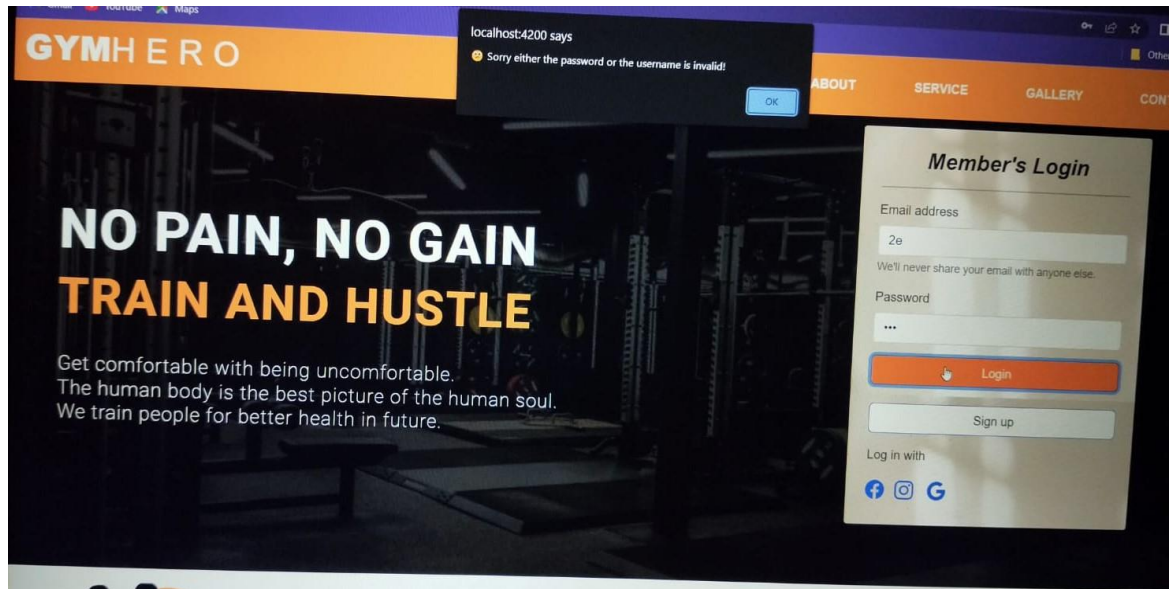 YouTube Maps
localhost:4200 says
Sorry either the password or the username is invalid!
OK
GYMHERO
ABOUT SERVICE GALLERY
Member's Login
Email address
2e
We'll never share your email with anyone else.
Password
Login
Sign up
Log in with
NO PAIN, NO GAIN
TRAIN AND HUSTLE
Get comfortable with being uncomfortable.
The human body is the best picture of the human soul.
We train people for better health in future.